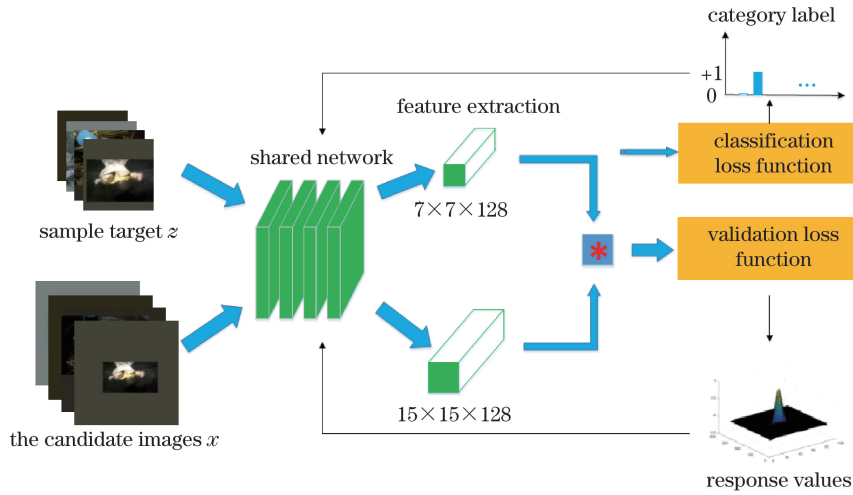 category label
+1
0
...
feature extraction
shared network
classification
loss function
7×7×128
sample target z
*
validation loss
function
15×15×128
the candidate images x
response values